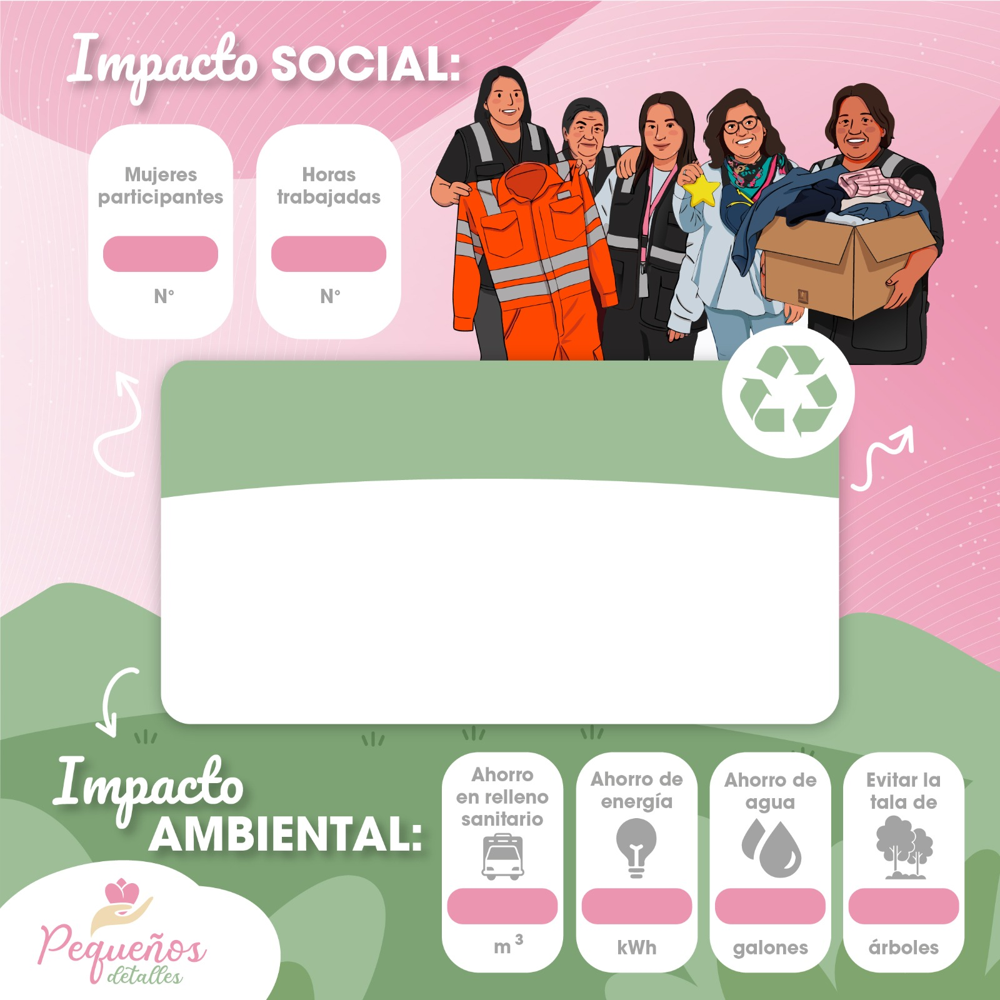 Impacto SOCIAL:
Mujeres
participantes
N°
Horas
trabajadas
N°
Impacto
AMBIENTAL:
Ahorro
en relleno
sanitario
m³
Ahorro de
energía
kWh
Ahorro de
agua
galones
Evitar la
tala de
árboles
Pequeños
detalles